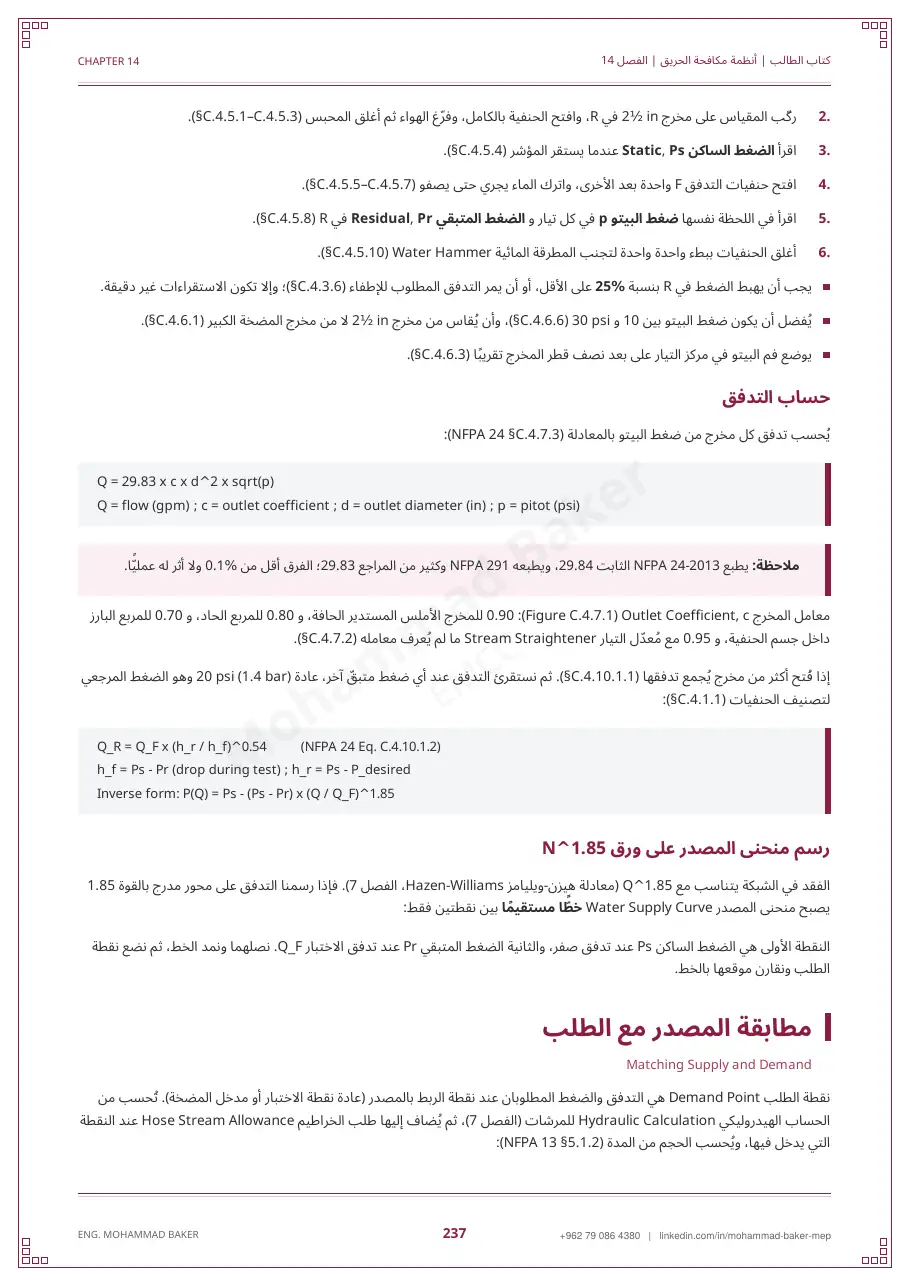 CHAPTER 14
كتاب الطالب | أنظمة مكافحة الحريق | الفصل 14
2. ركّب المقياس على مخرج 2½ in في R، وافتح الحنفية بالكامل، وفرّغ الهواء ثم أغلق المحبس (§C.4.5.1–C.4.5.3).
3. اقرأ الضغط الساكن Static, Ps عندما يستقر المؤشر (§C.4.5.4).
4. افتح حنفيات التدفق F واحدة بعد الأخرى، واترك الماء يجري حتى يصفو (§C.4.5.5–C.4.5.7).
5. اقرأ في اللحظة نفسها ضغط البيتو p في كل تيار و الضغط المتبقي Residual, Pr في R (§C.4.5.8).
6. أغلق الحنفيات ببطء واحدة واحدة لتجنب المطرقة المائية Water Hammer (§C.4.5.10).
■ يجب أن يهبط الضغط في R بنسبة 25% على الأقل، أو أن يمر التدفق المطلوب للإطفاء (§C.4.3.6)؛ وإلا تكون الاستقراءات غير دقيقة.
■ يُفضل أن يكون ضغط البيتو بين 10 و 30 psi (§C.4.6.6)، وأن يُقاس من مخرج 2½ in لا من مخرج المضخة الكبير (§C.4.6.1).
■ يوضع فم البيتو في مركز التيار على بعد نصف قطر المخرج تقريبًا (§C.4.6.3).
حساب التدفق
يُحسب تدفق كل مخرج من ضغط البيتو بالمعادلة (NFPA 24 §C.4.7.3):
Q = 29.83 x c x d^2 x sqrt(p)
Q = flow (gpm) ; c = outlet coefficient ; d = outlet diameter (in) ; p = pitot (psi)
ملاحظة: يطبع NFPA 24-2013 الثابت 29.84، ويطبعه NFPA 291 وكثير من المراجع 29.83؛ الفرق أقل من 0.1% ولا أثر له عمليًّا.
معامل المخرج Outlet Coefficient, c (Figure C.4.7.1): 0.90 للمخرج الأملس المستدير الحافة، و 0.80 للمربع الحاد، و 0.70 للمربع البارز
داخل جسم الحنفية، و 0.95 مع مُعدّل التيار Stream Straightener ما لم يُعرف معامله (§C.4.7.2).
إذا فُتح أكثر من مخرج يُجمع تدفقها (§C.4.10.1.1). ثم نستقرئ التدفق عند أي ضغط متبقٍّ آخر، عادة 20 psi (1.4 bar) وهو الضغط المرجعي
لتصنيف الحنفيات (§C.4.1.1):
Q_R = Q_F x (h_r / h_f)^0.54 (NFPA 24 Eq. C.4.10.1.2)
h_f = Ps - Pr (drop during test) ; h_r = Ps - P_desired
Inverse form: P(Q) = Ps - (Ps - Pr) x (Q / Q_F)^1.85
رسم منحنى المصدر على ورق N^1.85
الفقد في الشبكة يتناسب مع Q^1.85 (معادلة هيزن-ويليامز Hazen-Williams، الفصل 7). فإذا رسمنا التدفق على محور مدرج بالقوة 1.85
يصبح منحنى المصدر Water Supply Curve خطًّا مستقيمًا بين نقطتين فقط:
النقطة الأولى هي الضغط الساكن Ps عند تدفق صفر، والثانية الضغط المتبقي Pr عند تدفق الاختبار Q_F. نصلهما ونمد الخط، ثم نضع نقطة
الطلب ونقارن موقعها بالخط.
مطابقة المصدر مع الطلب
Matching Supply and Demand
نقطة الطلب Demand Point هي التدفق والضغط المطلوبان عند نقطة الربط بالمصدر (عادة نقطة الاختبار أو مدخل المضخة). تُحسب من
الحساب الهيدروليكي Hydraulic Calculation للمرشات (الفصل 7)، ثم يُضاف إليها طلب الخراطيم Hose Stream Allowance عند النقطة
التي يدخل فيها، ويُحسب الحجم من المدة (NFPA 13 §5.1.2):
ENG. MOHAMMAD BAKER
237
+962 79 086 4380 | linkedin.com/in/mohammad-baker-mep